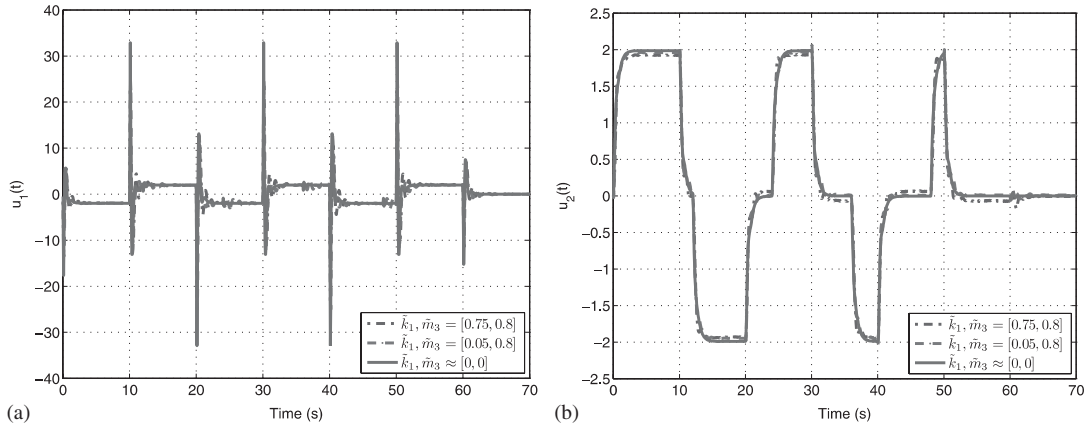 40
30
20
10
0
−10
−20
−30
−40
u₁(t)
0 10 20 30 40 50 60 70
Time (s)
k̃₁, m̃₃ = [0.75, 0.8]
k̃₁, m̃₃ = [0.05, 0.8]
k̃₁, m̃₃ ≈ [0, 0]
(a)
2.5
2
1.5
1
0.5
0
−0.5
−1
−1.5
−2
−2.5
u₂(t)
0 10 20 30 40 50 60 70
Time (s)
k̃₁, m̃₃ = [0.75, 0.8]
k̃₁, m̃₃ = [0.05, 0.8]
k̃₁, m̃₃ ≈ [0, 0]
(b)